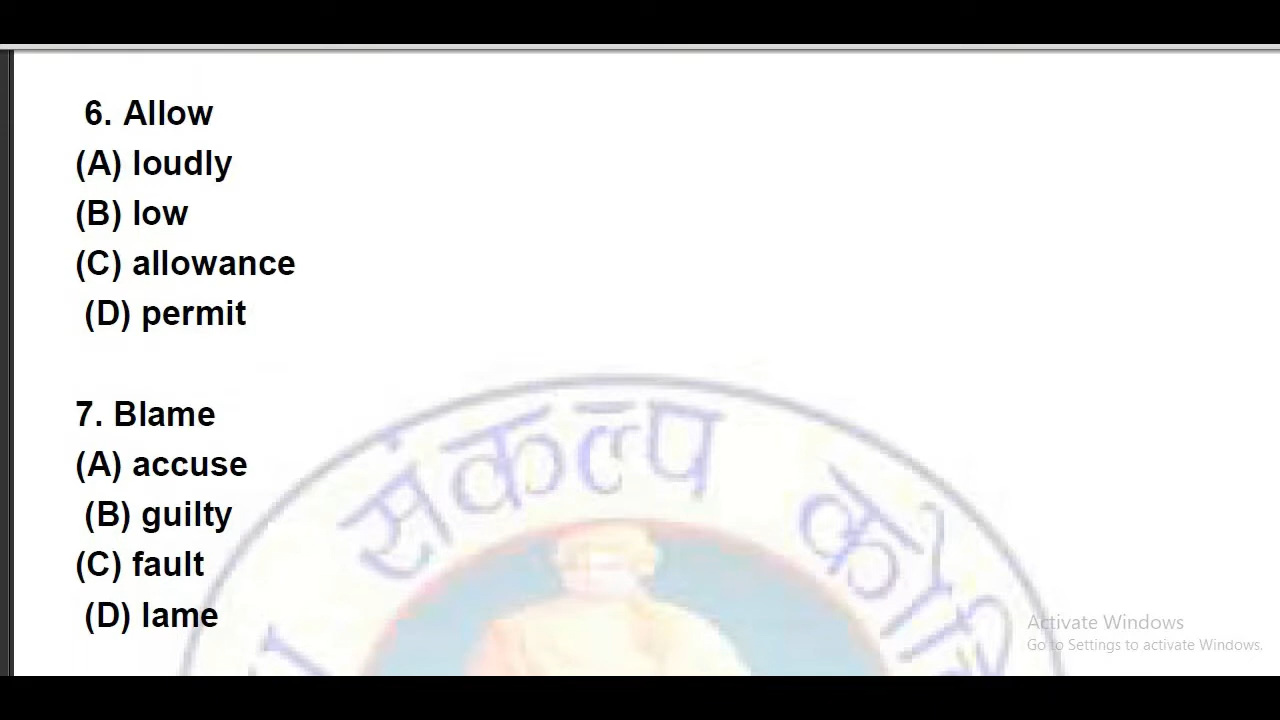 6. Allow
(A) loudly
(B) low
(C) allowance
(D) permit
7. Blame
(A) accuse
(B) guilty
(C) fault
(D) lame
संकल्प
Activate Windows
Go to Settings to activate Windows.